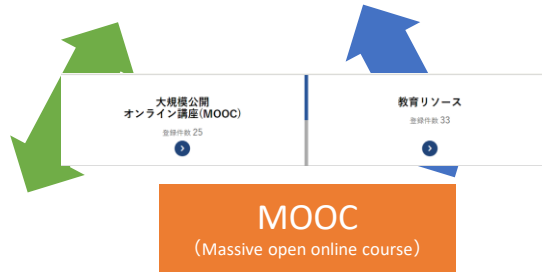 大規模公開
オンライン講座(MOOC)
登録件数 25
教育リソース
登録件数 33
MOOC
（Massive open online course）